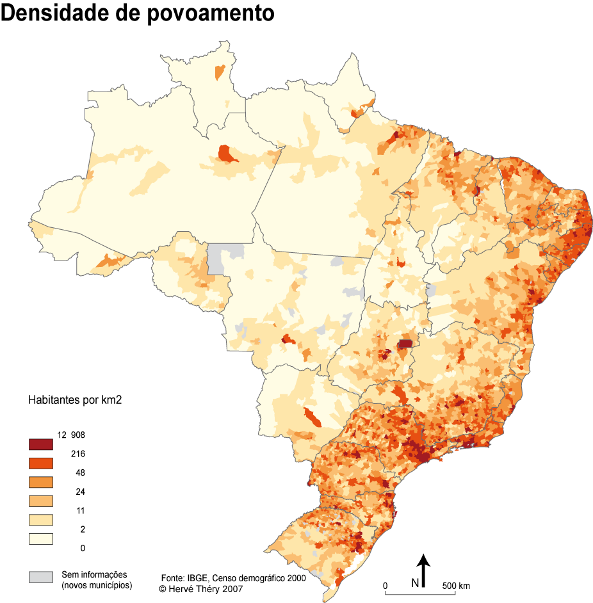 Densidade de povoamento
Habitantes por km2
12 908
216
48
24
11
2
0
Sem informações
(novos municípios)
Fonte: IBGE, Censo demográfico 2000
© Hervé Théry 2007
N
0 500 km